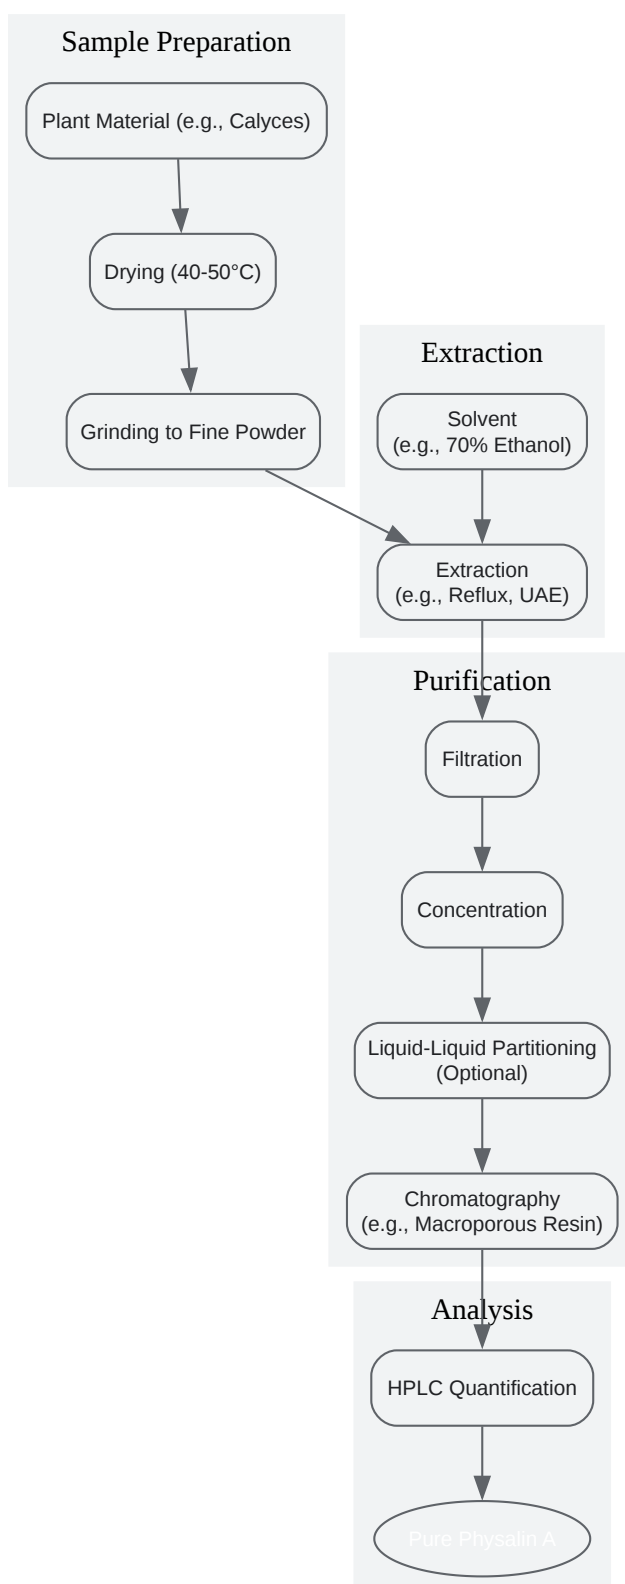 Sample Preparation
Plant Material (e.g., Calyces)
Drying (40-50°C)
Grinding to Fine Powder
Extraction
Solvent
(e.g., 70% Ethanol)
Extraction
(e.g., Reflux, UAE)
Purification
Filtration
Concentration
Liquid-Liquid Partitioning
(Optional)
Chromatography
(e.g., Macroporous Resin)
Analysis
HPLC Quantification
Pure Physalin A